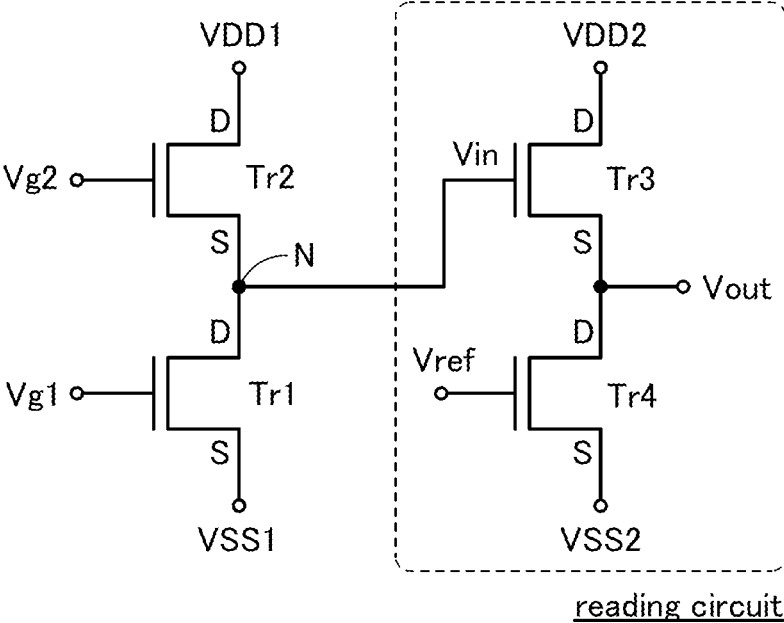 VDD1
VDD2
D
D
Vin
Vg2
Tr2
Tr3
S
S
N
Vout
D
D
Vref
Vg1
Tr1
Tr4
S
S
VSS1
VSS2
reading circuit